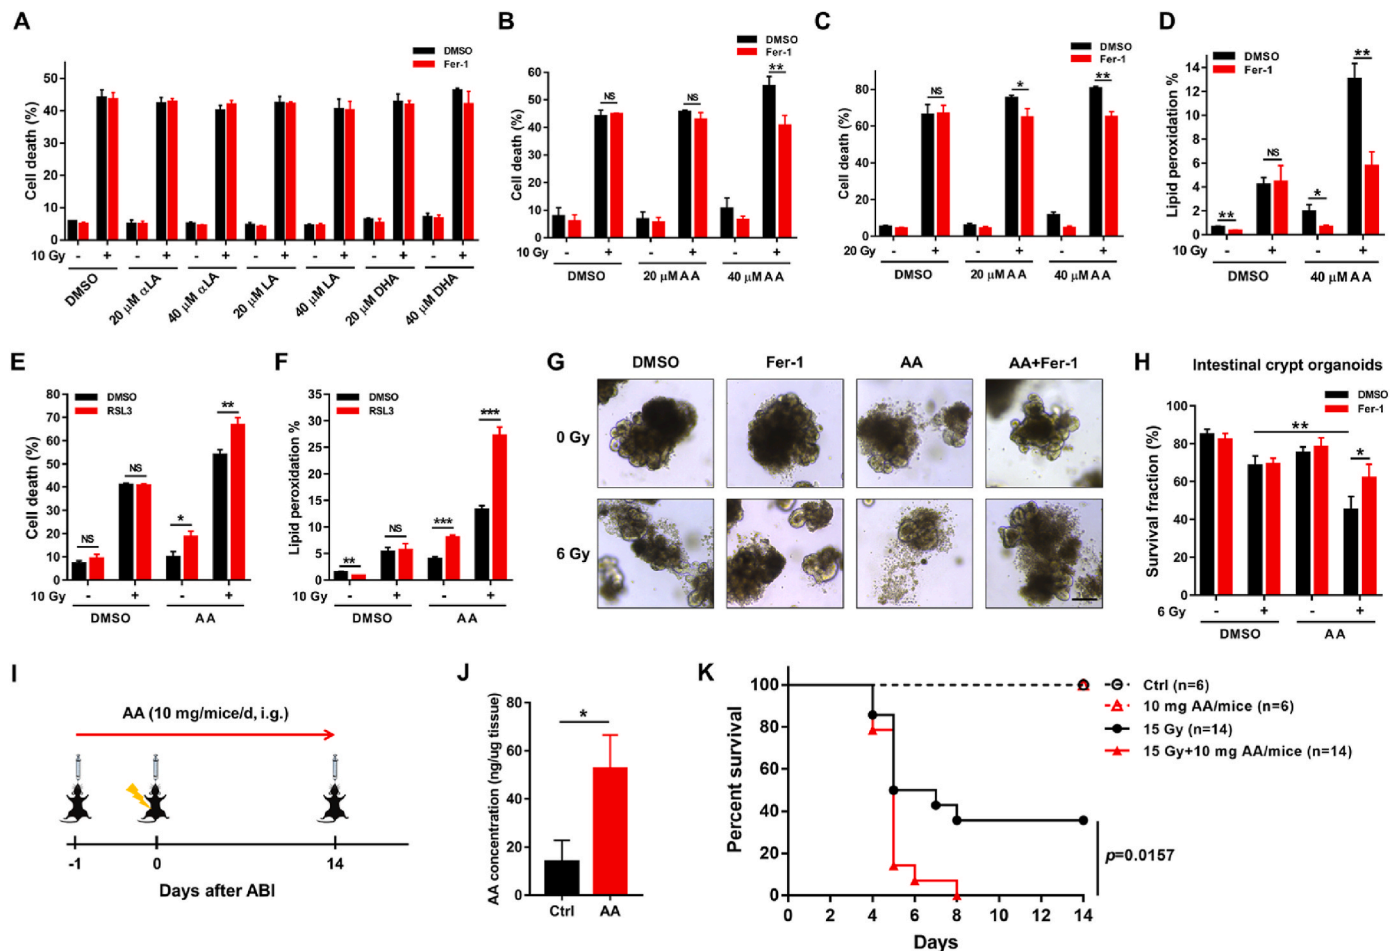 A
DMSO
Fer-1
Cell death (%)
50
40
30
20
10
0
10 Gy
- + - + - + - + - + - + - +
DMSO
20 μM αLA
40 μM αLA
20 μM LA
40 μM LA
20 μM DHA
40 μM DHA
B
DMSO
Fer-1
Cell death (%)
60
50
40
30
20
10
0
NS
NS
**
10 Gy
- + - + - +
DMSO
20 μM AA
40 μM AA
C
DMSO
Fer-1
Cell death (%)
80
60
40
20
0
NS
*
**
20 Gy
- + - + - +
DMSO
20 μM AA
40 μM AA
D
DMSO
Fer-1
Lipid peroxidation %
14
12
10
8
6
4
2
0
**
NS
*
**
10 Gy
- + - +
DMSO
40 μM AA
E
DMSO
RSL3
Cell death (%)
80
70
60
50
40
30
20
10
0
NS
NS
*
**
10 Gy
- + - +
DMSO
AA
F
DMSO
RSL3
Lipid peroxidation %
35
30
25
20
15
10
5
0
**
NS
***
***
10 Gy
- + - +
DMSO
AA
G
DMSO
Fer-1
AA
AA+Fer-1
0 Gy
6 Gy
H
Intestinal crypt organoids
DMSO
Fer-1
Survival fraction (%)
100
80
60
40
20
0
**
*
6 Gy
- + - +
DMSO
AA
I
AA (10 mg/mice/d, i.g.)
-1
0
14
Days after ABI
J
AA concentration (ng/ug tissue)
80
60
40
20
0
*
Ctrl
AA
K
Percent survival
100
80
60
40
20
0
0 2 4 6 8 10 12 14
Days
Ctrl (n=6)
10 mg AA/mice (n=6)
15 Gy (n=14)
15 Gy+10 mg AA/mice (n=14)
p=0.0157